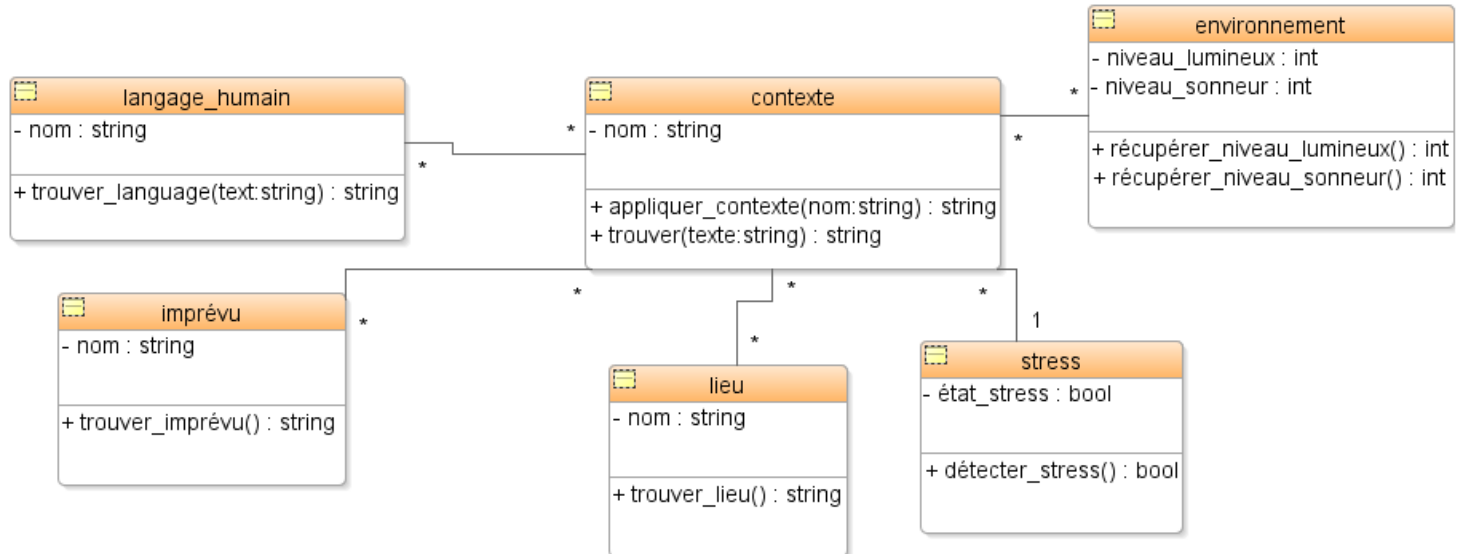 langage_humain
- nom : string
+ trouver_language(text:string) : string
*
*
contexte
- nom : string
+ appliquer_contexte(nom:string) : string
+ trouver(texte:string) : string
*
*
environnement
- niveau_lumineux : int
- niveau_sonneur : int
+ récupérer_niveau_lumineux() : int
+ récupérer_niveau_sonneur() : int
imprévu
- nom : string
+ trouver_imprévu() : string
*
*
*
*
lieu
- nom : string
+ trouver_lieu() : string
*
1
stress
- état_stress : bool
+ détecter_stress() : bool